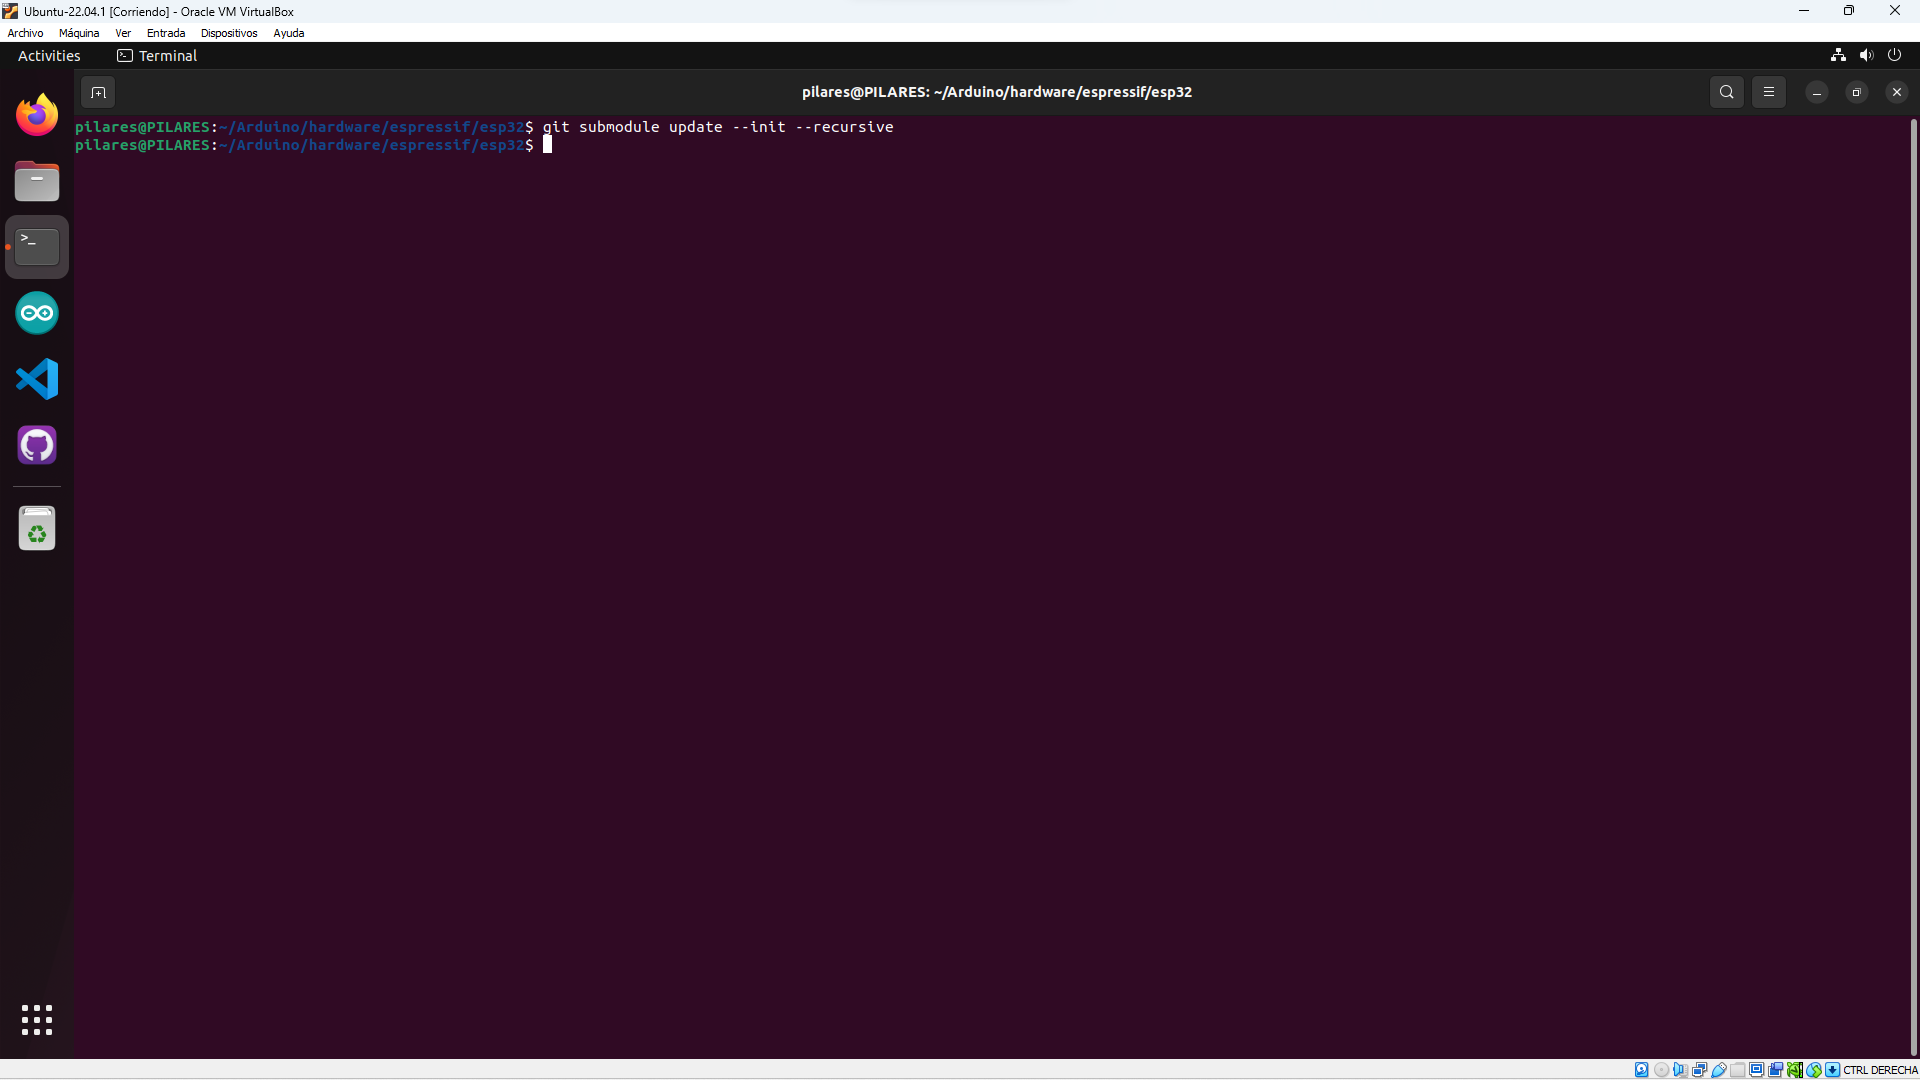 Ubuntu-22.04.1 [Corriendo] - Oracle VM VirtualBox
Archivo Máquina Ver Entrada Dispositivos Ayuda
Activities Terminal
pilares@PILARES: ~/Arduino/hardware/espressif/esp32
pilares@PILARES:~/Arduino/hardware/espressif/esp32$ git submodule update --init --recursive
pilares@PILARES:~/Arduino/hardware/espressif/esp32$
CTRL DERECHA